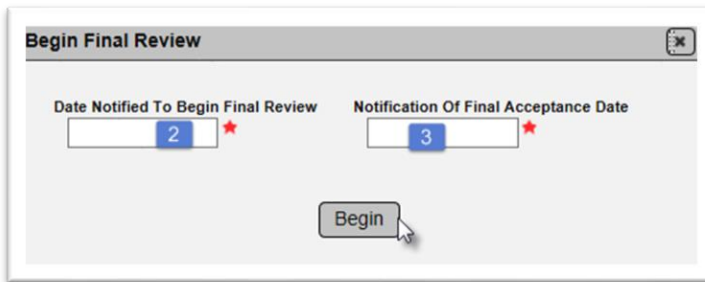 Begin Final Review
Date Notified To Begin Final Review Notification Of Final Acceptance Date
2 3
Begin